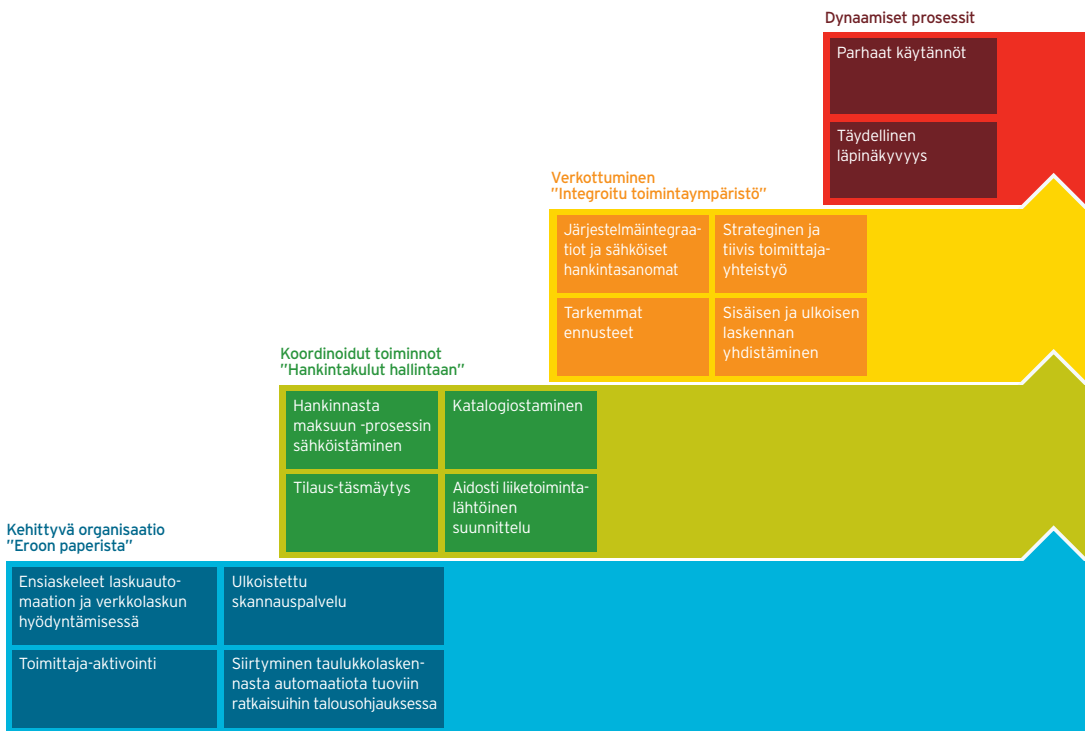 Dynaamiset prosessit
Parhaat käytännöt
Täydellinen
läpinäkyvyys
Verkottuminen
”Integroitu toimintaympäristö”
Järjestelmäintegraa-
tiot ja sähköiset
hankintasanomat
Strateginen ja
tiivis toimittaja-
yhteistyö
Tarkemmat
ennusteet
Sisäisen ja ulkoisen
laskennan
yhdistäminen
Koordinoidut toiminnot
”Hankintakulut hallintaan”
Hankinnasta
maksuun -prosessin
sähköistäminen
Katalogiostaminen
Tilaus-täsmäytys
Aidosti liiketoiminta-
lähtöinen
suunnittelu
Kehittyvä organisaatio
”Eroon paperista”
Ensiaskeleet laskuauto-
maation ja verkkolaskun
hyödyntämisessä
Ulkoistettu
skannauspalvelu
Toimittaja-aktivointi
Siirtyminen taulukkolasken-
nasta automaatiota tuoviin
ratkaisuihin talousohjauksessa